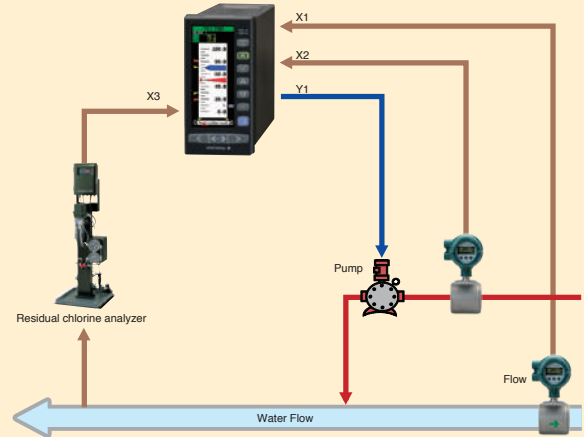 X1
X2
Y1
X3
Pump
Residual chlorine analyzer
Flow
Water Flow